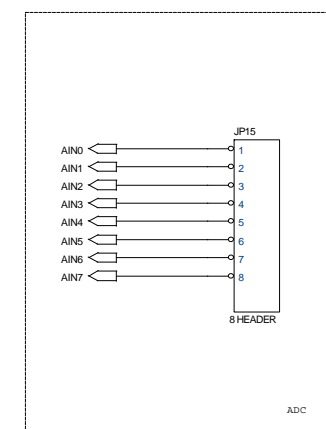 JP15
AIN0 1
AIN1 2
AIN2 3
AIN3 4
AIN4 5
AIN5 6
AIN6 7
AIN7 8
8 HEADER
ADC